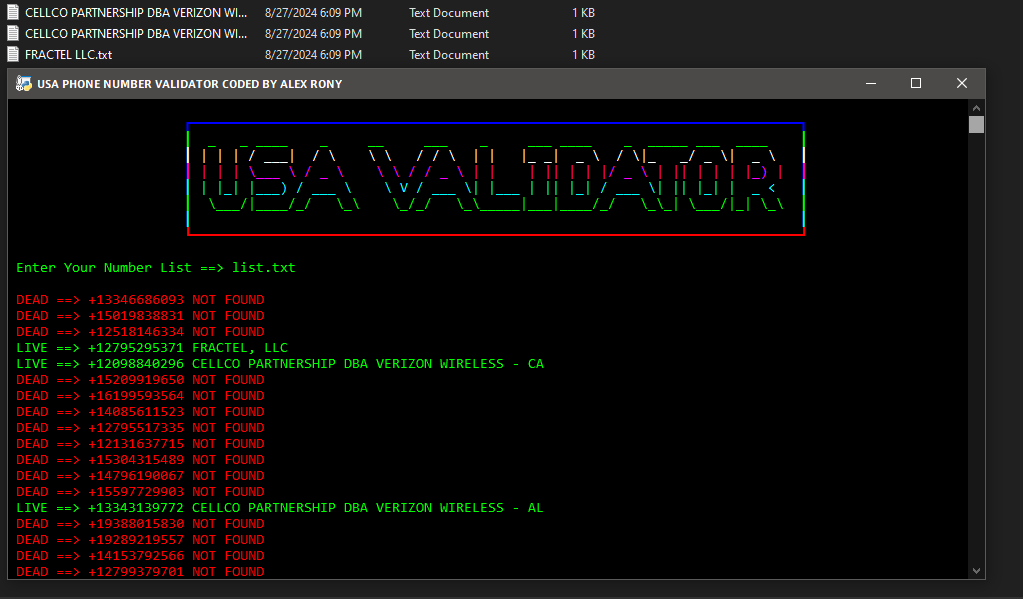 CELLCO PARTNERSHIP DBA VERIZON WI... 8/27/2024 6:09 PM Text Document 1 KB
CELLCO PARTNERSHIP DBA VERIZON WI... 8/27/2024 6:09 PM Text Document 1 KB
FRACTEL LLC.txt 8/27/2024 6:09 PM Text Document 1 KB
USA PHONE NUMBER VALIDATOR CODED BY ALEX RONY
USA VALIDATOR
Enter Your Number List ==> list.txt
DEAD ==> +13346686093 NOT FOUND
DEAD ==> +15019838831 NOT FOUND
DEAD ==> +12518146334 NOT FOUND
LIVE ==> +12795295371 FRACTEL, LLC
LIVE ==> +12098840296 CELLCO PARTNERSHIP DBA VERIZON WIRELESS - CA
DEAD ==> +15209919650 NOT FOUND
DEAD ==> +16199593564 NOT FOUND
DEAD ==> +14085611523 NOT FOUND
DEAD ==> +12795517335 NOT FOUND
DEAD ==> +12131637715 NOT FOUND
DEAD ==> +15304315489 NOT FOUND
DEAD ==> +14796190067 NOT FOUND
DEAD ==> +15597729903 NOT FOUND
LIVE ==> +13343139772 CELLCO PARTNERSHIP DBA VERIZON WIRELESS - AL
DEAD ==> +19388015830 NOT FOUND
DEAD ==> +19289219557 NOT FOUND
DEAD ==> +14153792566 NOT FOUND
DEAD ==> +12799379701 NOT FOUND